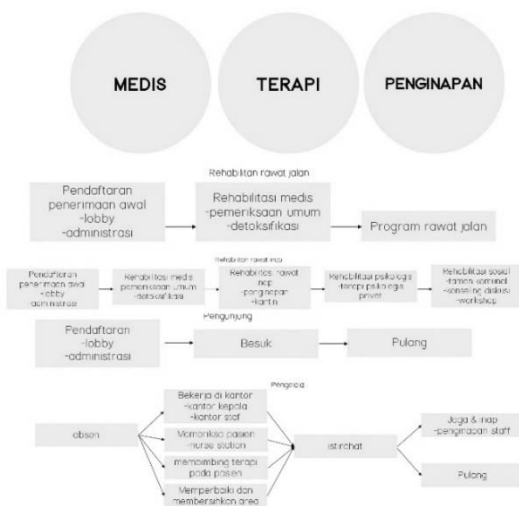 MEDIS
TERAPI
PENGINAPAN
Rehabilitan rawat jalan
Pendaftaran
penerimaan awal
-lobby
-administrasi
Rehabilitasi medis
-pemeriksaan umum
-detoksifikasi
Program rawat jalan
Rehabilitan rawat inap
Pendaftaran
penerimaan awal
-lobby
-administrasi
Rehabilitasi medis
pemeriksaan umum
-detoksifikasi
Rehabilitasi rawat
inap
-penginapan
-kantin
Rehabilitasi psikologis
-terapi psikologis
privat
Rehabilitasi sosial
-taman komunal
-konseling diskusi
-workshop
Pengunjung
Pendaftaran
-lobby
-administrasi
Besuk
Pulang
Pengelola
absen
Bekerja di kantor
-kantor kepala
-kantor staf
Memeriksa pasien
-nurse station
membimbing terapi
pada pasien
Memperbaiki dan
membersihkan area
istirahat
Jaga & inap
-penginapan staff
Pulang